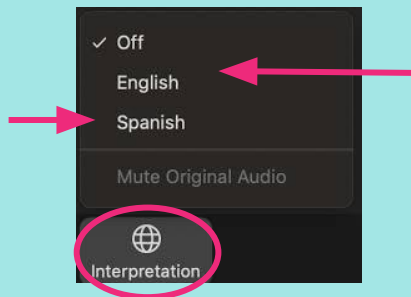 Off
English
Spanish
Mute Original Audio
Interpretation